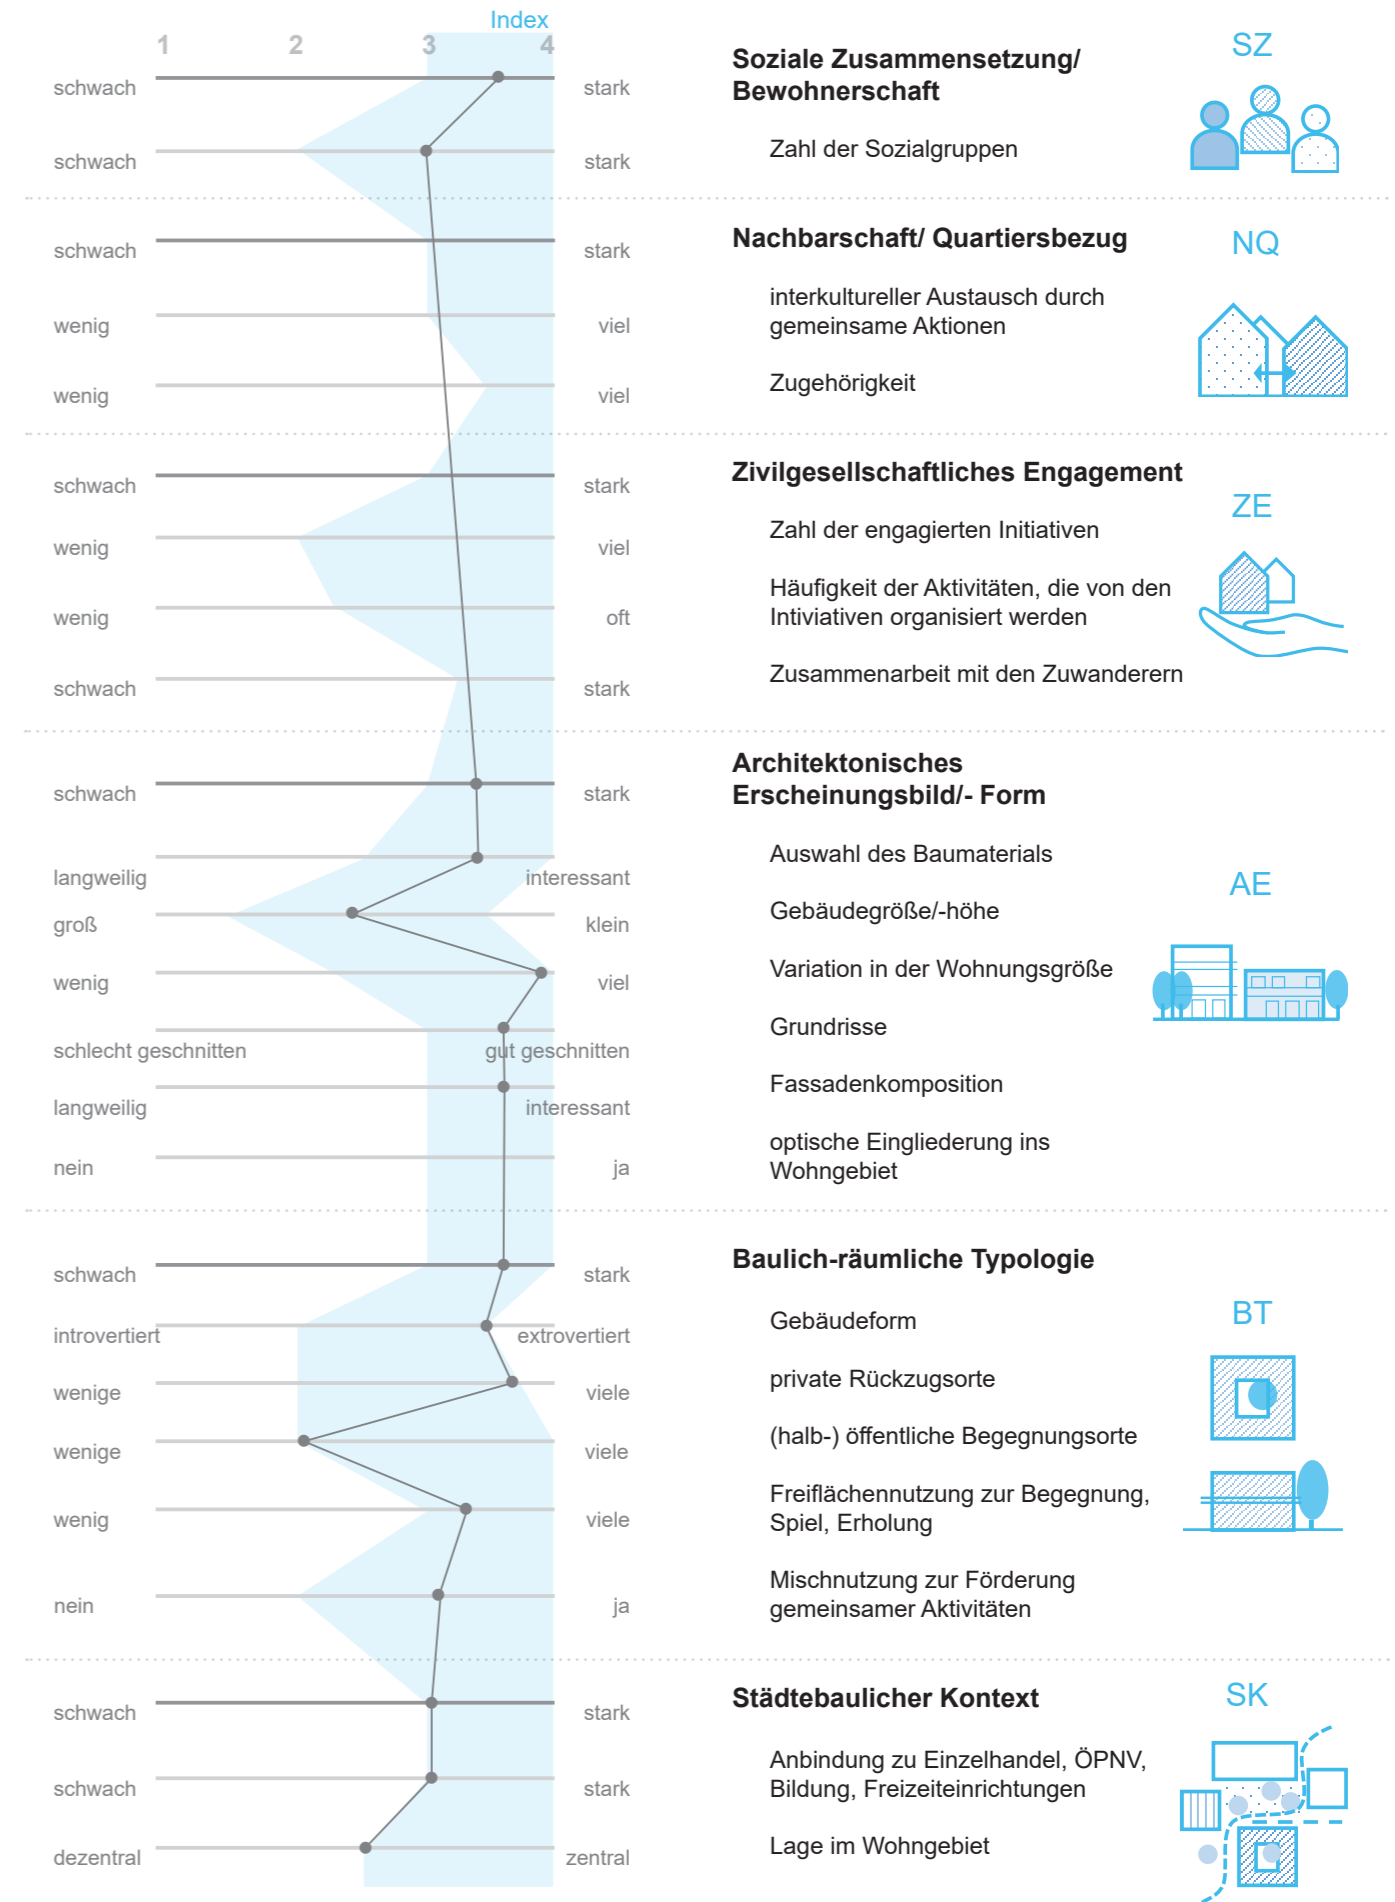 Index
1 2 3 4
schwach stark
Soziale Zusammensetzung/
Bewohnerschaft
SZ
schwach stark
Zahl der Sozialgruppen
schwach stark
Nachbarschaft/ Quartiersbezug
NQ
wenig viel
interkultureller Austausch durch
gemeinsame Aktionen
wenig viel
Zugehörigkeit
schwach stark
Zivilgesellschaftliches Engagement
ZE
wenig viel
Zahl der engagierten Initiativen
wenig oft
Häufigkeit der Aktivitäten, die von den
Intiviativen organisiert werden
schwach stark
Zusammenarbeit mit den Zuwanderern
schwach stark
Architektonisches
Erscheinungsbild/- Form
AE
langweilig interessant
Auswahl des Baumaterials
groß klein
Gebäudegröße/-höhe
wenig viel
Variation in der Wohnungsgröße
schlecht geschnitten gut geschnitten
Grundrisse
langweilig interessant
Fassadenkomposition
nein ja
optische Eingliederung ins
Wohngebiet
schwach stark
Baulich-räumliche Typologie
BT
introvertiert extrovertiert
Gebäudeform
wenige viele
private Rückzugsorte
wenige viele
(halb-) öffentliche Begegnungsorte
wenig viele
Freiflächennutzung zur Begegnung,
Spiel, Erholung
nein ja
Mischnutzung zur Förderung
gemeinsamer Aktivitäten
schwach stark
Städtebaulicher Kontext
SK
schwach stark
Anbindung zu Einzelhandel, ÖPNV,
Bildung, Freizeiteinrichtungen
dezentral zentral
Lage im Wohngebiet